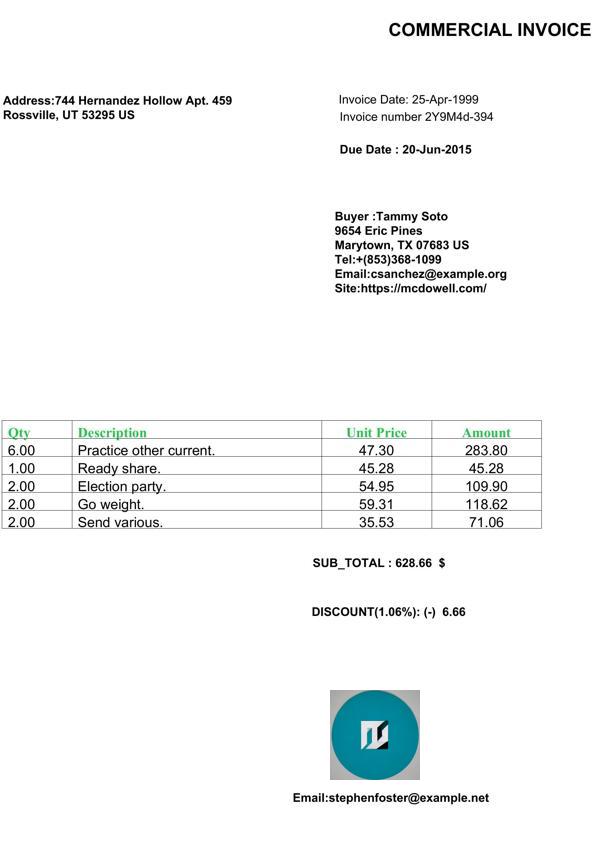 COMMERCIAL INVOICE
Address:744 Hernandez Hollow Apt. 459
Rossville, UT 53295 US
Invoice Date: 25-Apr-1999
Invoice number 2Y9M4d-394
Due Date : 20-Jun-2015
Buyer :Tammy Soto
9654 Eric Pines
Marytown, TX 07683 US
Tel:+(853)368-1099
Email:csanchez@example.org
Site:https://mcdowell.com/
Qty Description Unit Price Amount
6.00 Practice other current. 47.30 283.80
1.00 Ready share. 45.28 45.28
2.00 Election party. 54.95 109.90
2.00 Go weight. 59.31 118.62
2.00 Send various. 35.53 71.06
SUB_TOTAL : 628.66 $
DISCOUNT(1.06%): (-) 6.66
Email:stephenfoster@example.net